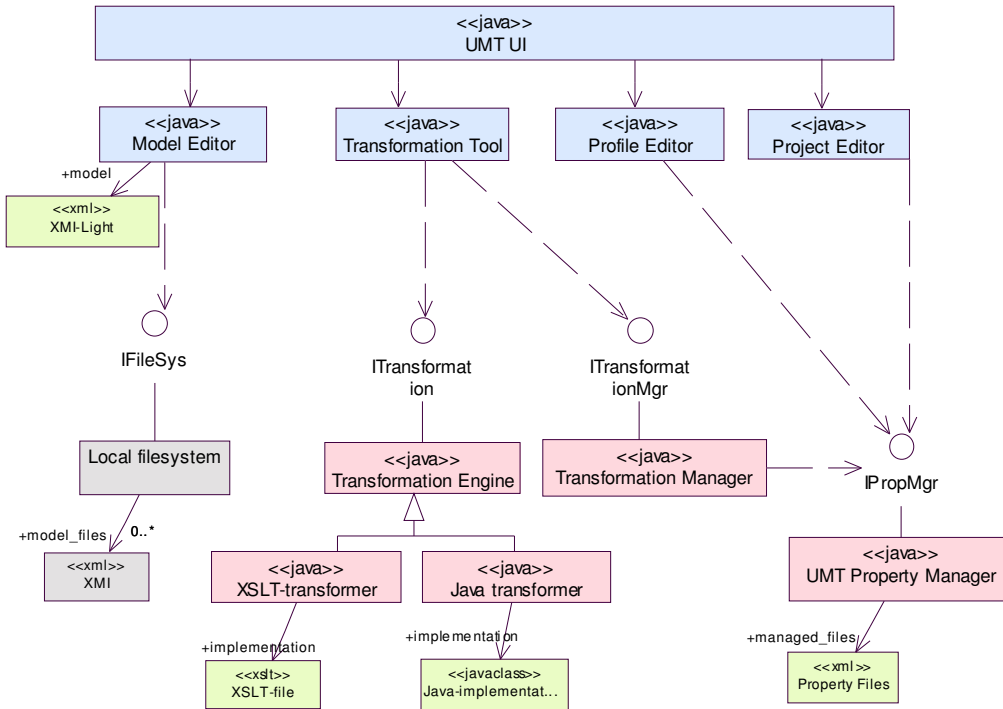 <<java>>
UMT UI
<<java>>
Model Editor
<<java>>
Transformation Tool
<<java>>
Profile Editor
<<java>>
Project Editor
+model
<<xml>>
XMI-Light
IFileSys
ITransformat
ion
ITransformat
ionMgr
Local filesystem
<<java>>
Transformation Engine
<<java>>
Transformation Manager
IPropMgr
+model_files
0..*
<<xml>>
XMI
<<java>>
XSLT-transformer
<<java>>
Java transformer
<<java>>
UMT Property Manager
+implementation
+implementation
+managed_files
<<xslt>>
XSLT-file
<<javaclass>>
Java-implementat...
<<xml>>
Property Files